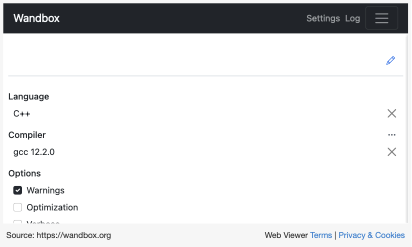 Wandbox
Settings Log
Language
C++
Compiler
...
gcc 12.2.0
Options
Warnings
Optimization
Verbose
Source: https://wandbox.org
Web Viewer Terms | Privacy & Cookies